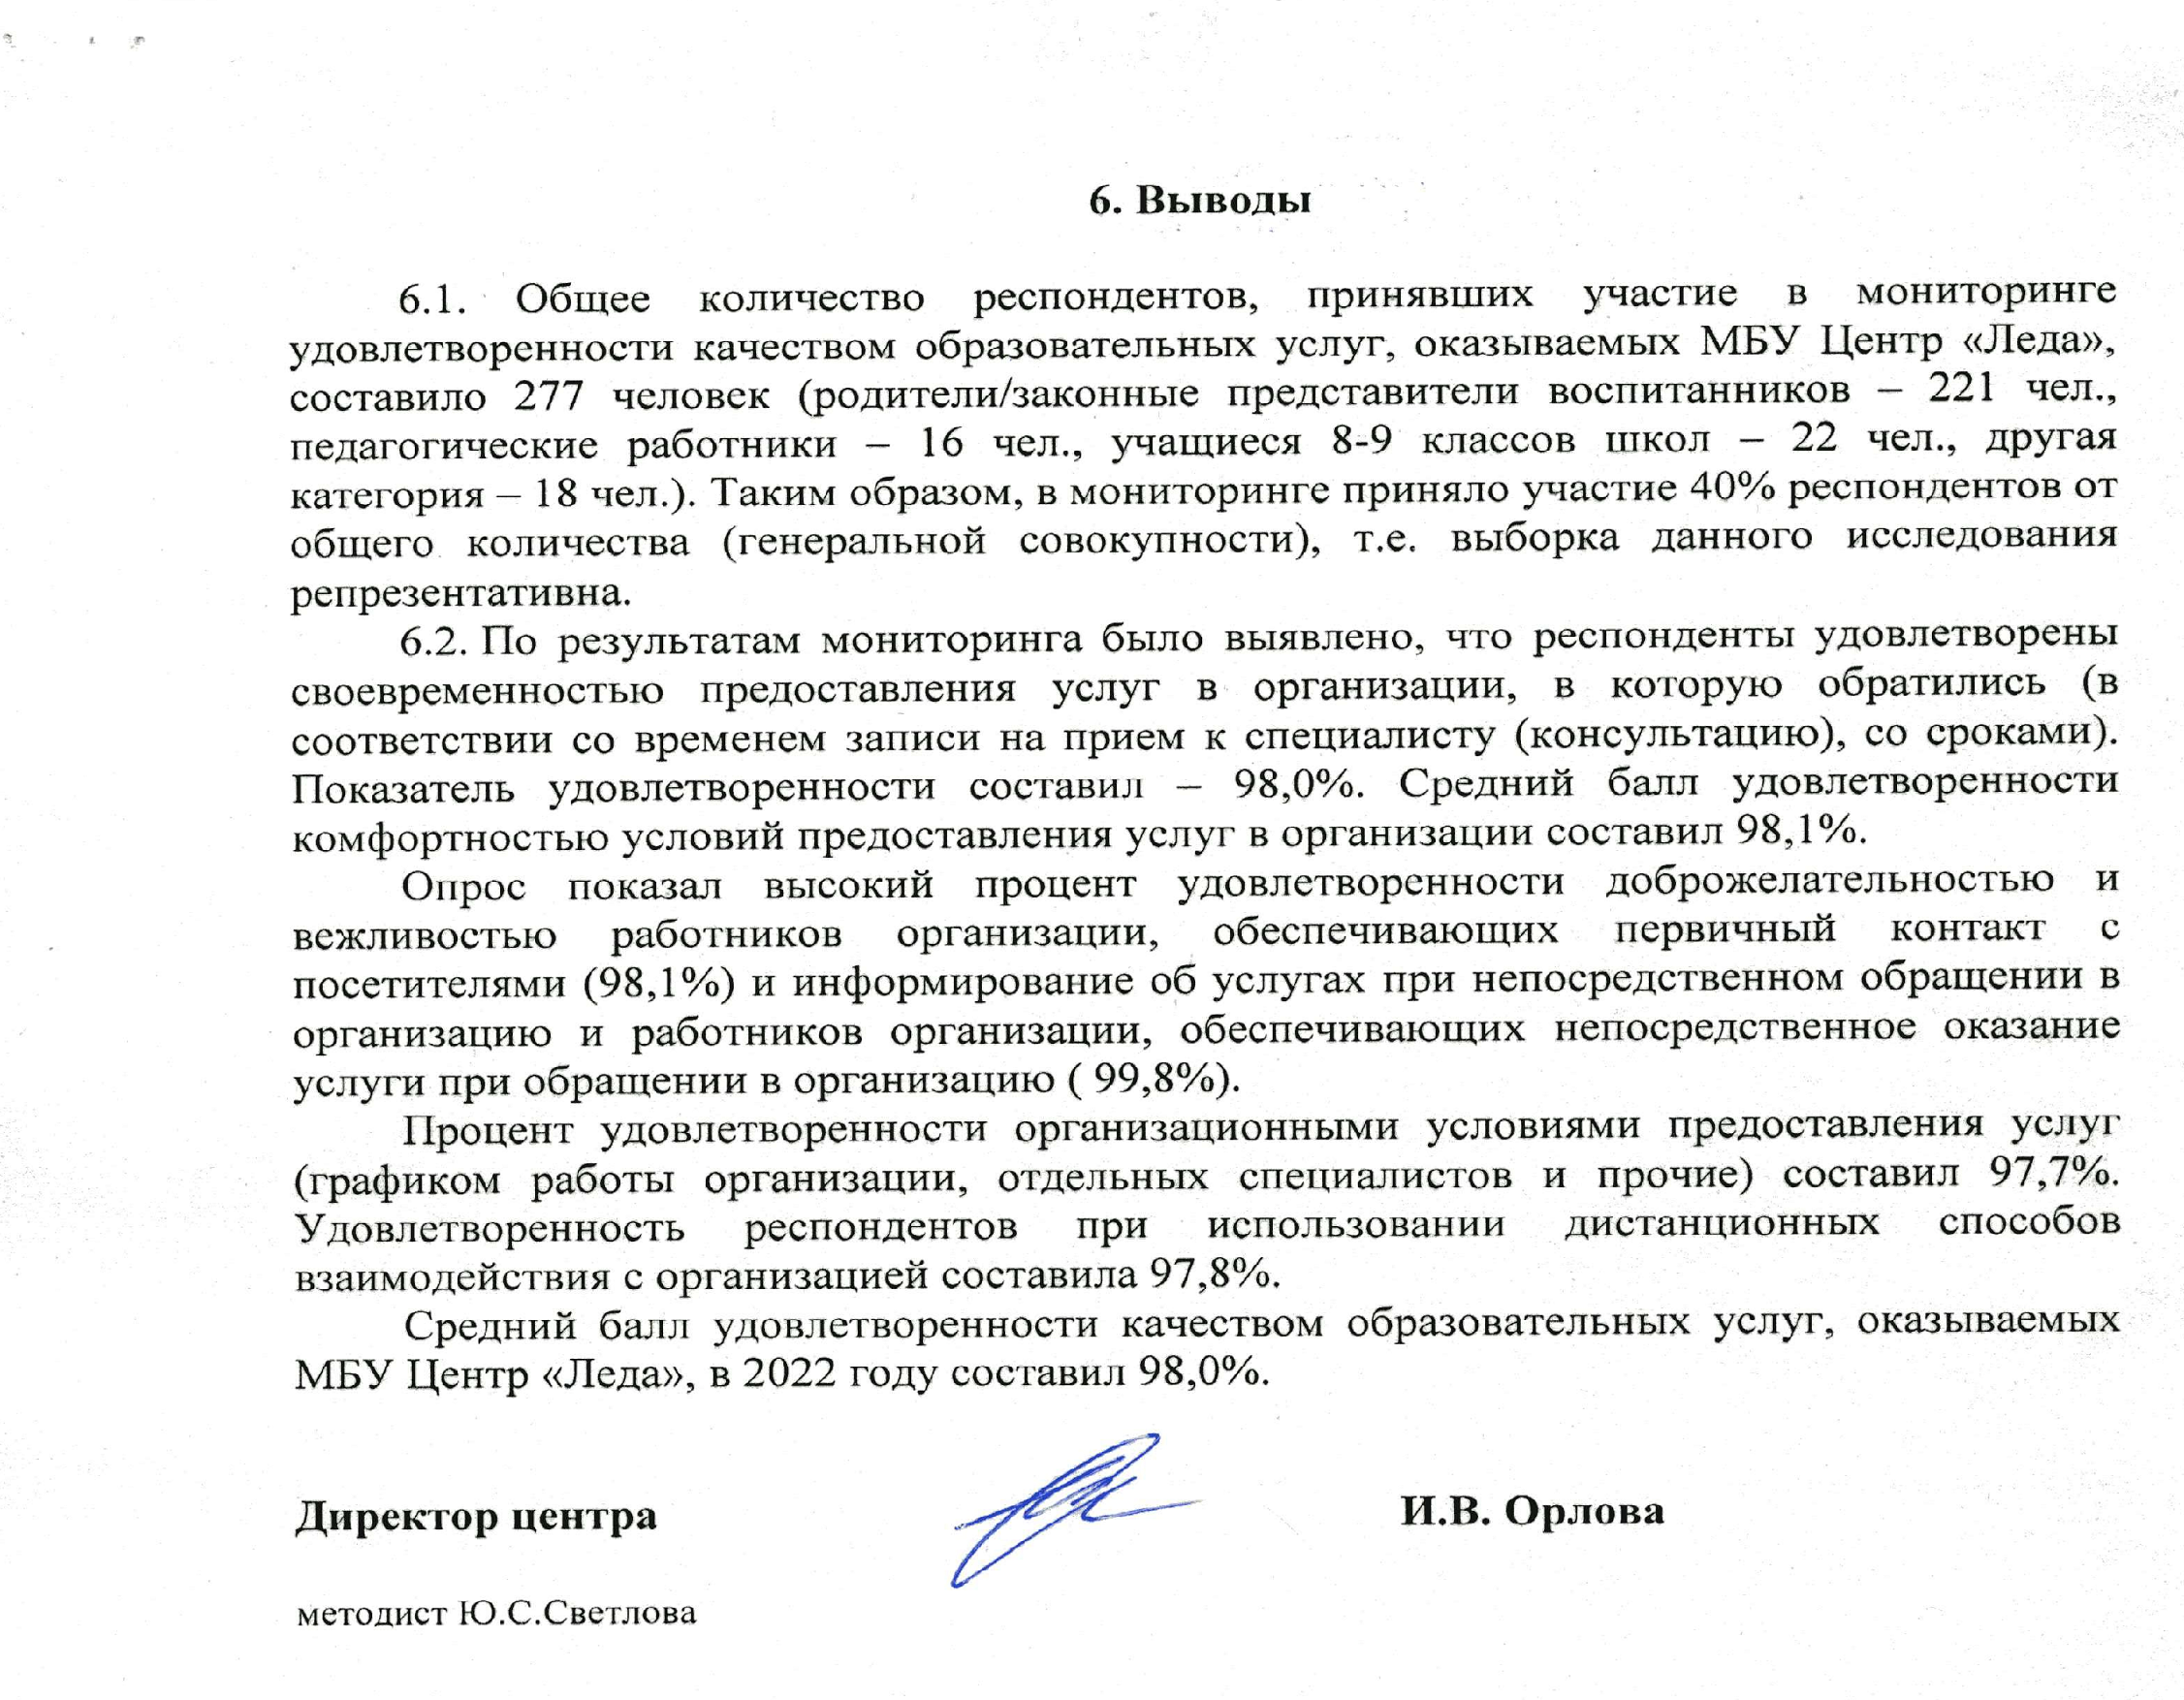 6. Выводы
6.1. Общее количество респондентов, принявших участие в мониторинге
удовлетворенности качеством образовательных услуг, оказываемых МБУ Центр «Леда»,
составило 277 человек (родители/законные представители воспитанников – 221 чел.,
педагогические работники – 16 чел., учащиеся 8-9 классов школ – 22 чел., другая
категория – 18 чел.). Таким образом, в мониторинге приняло участие 40% респондентов от
общего количества (генеральной совокупности), т.е. выборка данного исследования
репрезентативна.
6.2. По результатам мониторинга было выявлено, что респонденты удовлетворены
своевременностью предоставления услуг в организации, в которую обратились (в
соответствии со временем записи на прием к специалисту (консультацию), со сроками).
Показатель удовлетворенности составил – 98,0%. Средний балл удовлетворенности
комфортностью условий предоставления услуг в организации составил 98,1%.
Опрос показал высокий процент удовлетворенности доброжелательностью и
вежливостью работников организации, обеспечивающих первичный контакт с
посетителями (98,1%) и информирование об услугах при непосредственном обращении в
организацию и работников организации, обеспечивающих непосредственное оказание
услуги при обращении в организацию ( 99,8%).
Процент удовлетворенности организационными условиями предоставления услуг
(графиком работы организации, отдельных специалистов и прочие) составил 97,7%.
Удовлетворенность респондентов при использовании дистанционных способов
взаимодействия с организацией составила 97,8%.
Средний балл удовлетворенности качеством образовательных услуг, оказываемых
МБУ Центр «Леда», в 2022 году составил 98,0%.
Директор центра И.В. Орлова
методист Ю.С.Светлова